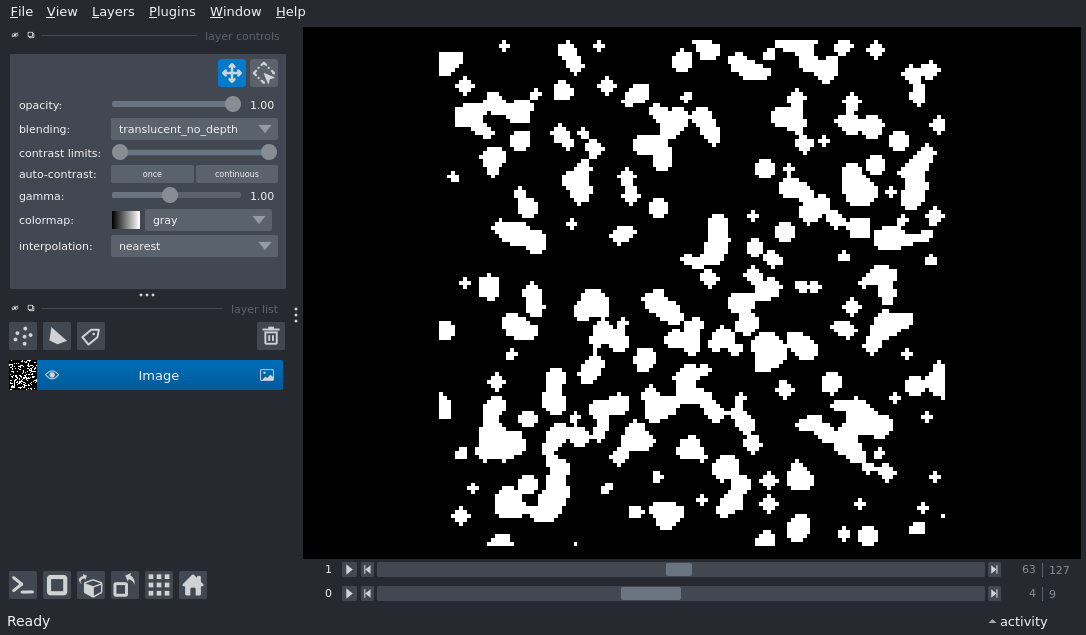 File View Layers Plugins Window Help
layer controls
opacity: 1.00
blending: translucent_no_depth
contrast limits:
auto-contrast: once continuous
gamma: 1.00
colormap: gray
interpolation: nearest
layer list
Image
1 63 127
0 4 9
Ready activity